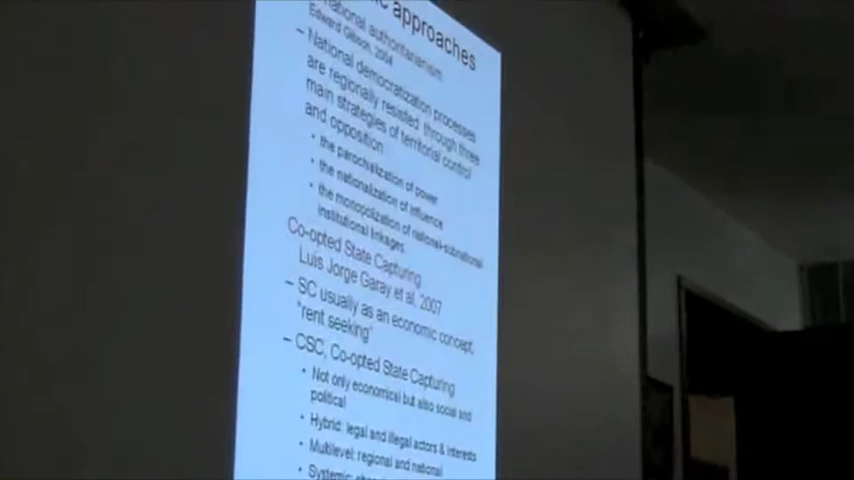 approaches
national authoritarianism
Edward Gibson, 2004
– National democratization processes
are regionally resisted, through three
main strategies of territorial control
and opposition
• the parochialization of power
• the nationalization of influence
• the monopolization of national-subnational
institutional linkages
Co-opted State Capturing
Luis Jorge Garay et al, 2007
– SC usually as an economic concept,
"rent seeking"
– CSC, Co-opted State Capturing
• Not only economical but also social and
political
• Hybrid: legal and illegal actors & interests
• Multilevel: regional and national
• Systemic: